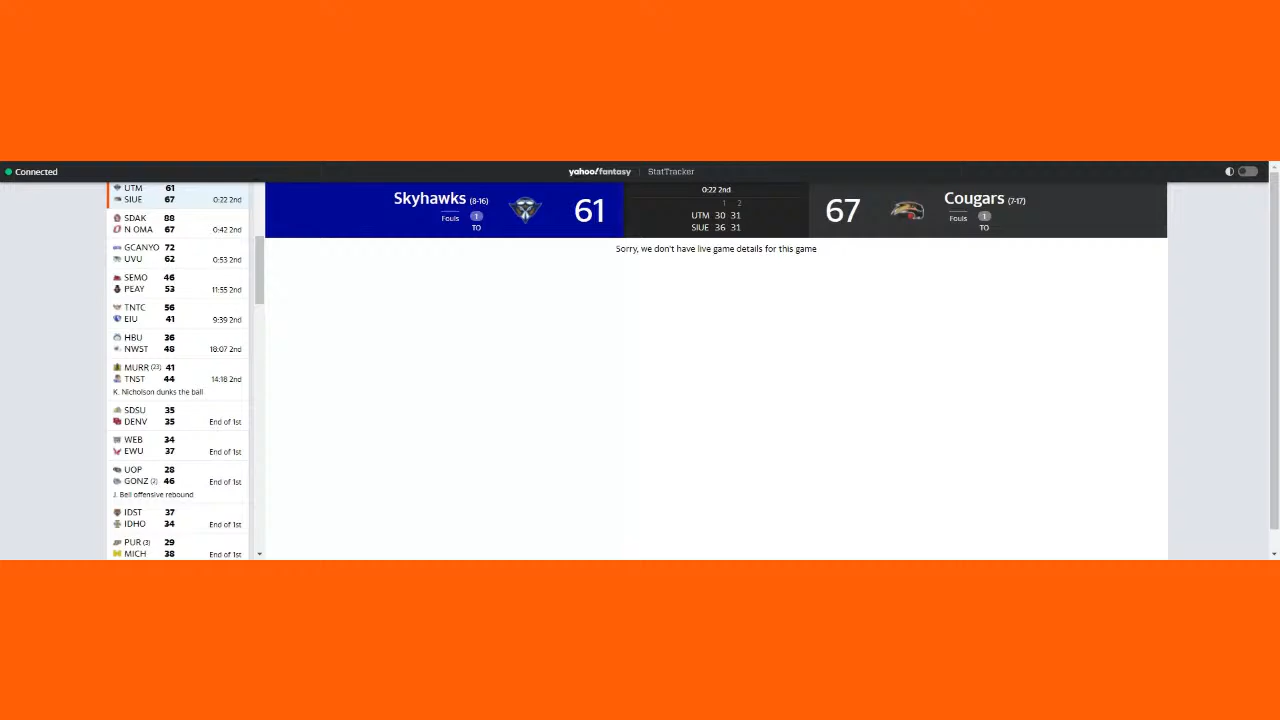 Connected
yahoo!fantasy StatTracker
UTM 61
SIUE 67 0:22 2nd
SDAK 88
N OMA 67 0:42 2nd
GCANYO 72
UVU 62 0:53 2nd
SEMO 46
PEAY 53 11:55 2nd
TNTC 56
EIU 41 9:39 2nd
HBU 36
NWST 48 18:07 2nd
MURR (23) 41
TNST 44 14:18 2nd
K. Nicholson dunks the ball
SDSU 35
DENV 35 End of 1st
WEB 34
EWU 37 End of 1st
UOP 28
GONZ (2) 46 End of 1st
J. Bell offensive rebound
IDST 37
IDHO 34 End of 1st
PUR (3) 29
MICH 38 End of 1st
Skyhawks (8-16)
Fouls 1
TO
61
0:22 2nd
1 2
UTM 30 31
SIUE 36 31
67
Cougars (7-17)
Fouls 1
TO
Sorry, we don't have live game details for this game